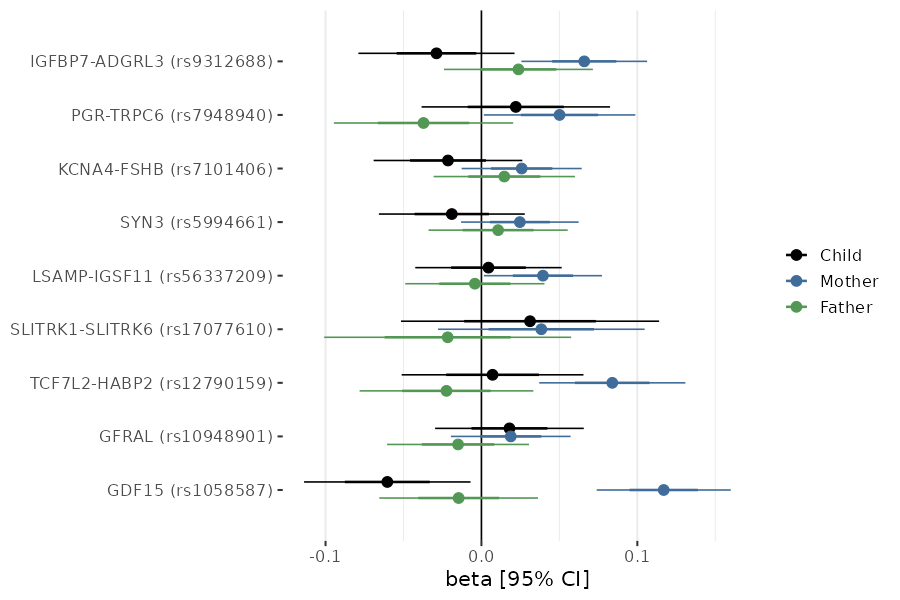 IGFBP7-ADGRL3 (rs9312688)
PGR-TRPC6 (rs7948940)
KCNA4-FSHB (rs7101406)
SYN3 (rs5994661)
LSAMP-IGSF11 (rs56337209)
SLITRK1-SLITRK6 (rs17077610)
TCF7L2-HABP2 (rs12790159)
GFRAL (rs10948901)
GDF15 (rs1058587)
Child
Mother
Father
-0.1 0.0 0.1
beta [95% CI]